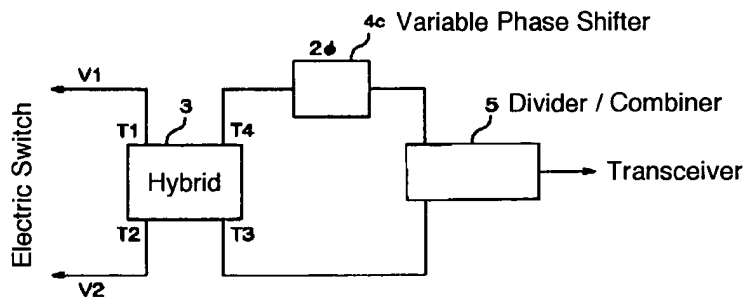 4c Variable Phase Shifter
2ϕ
V1
3
5 Divider / Combiner
T1
T4
Electric Switch
Hybrid
Transceiver
T2
T3
V2